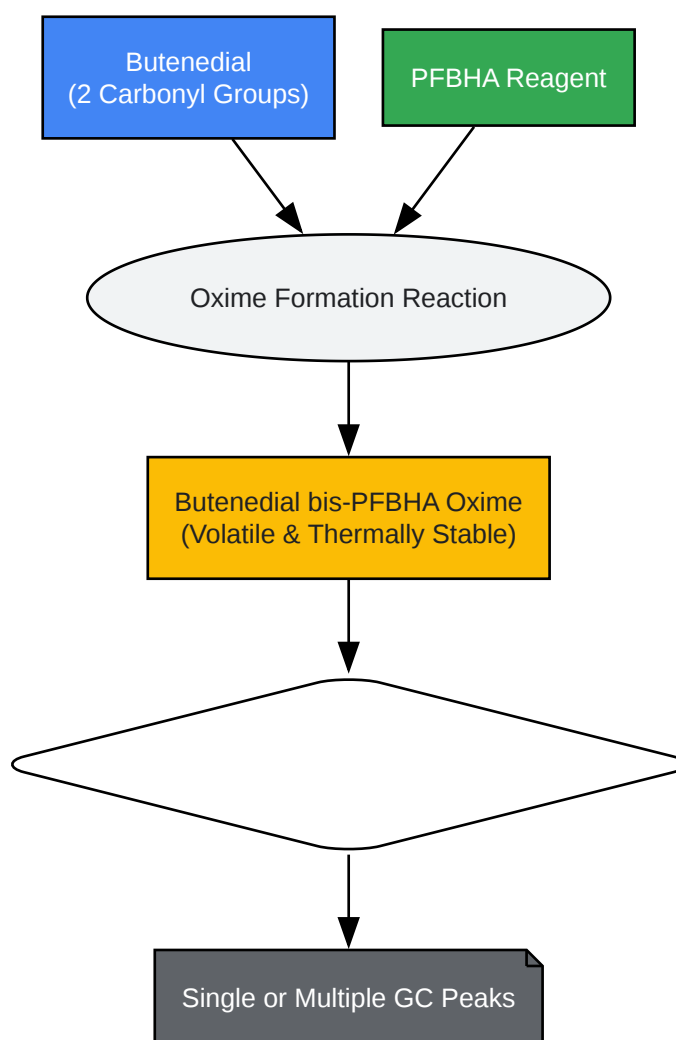 Butenedial
(2 Carbonyl Groups)
PFBHA Reagent
Oxime Formation Reaction
Butenedial bis-PFBHA Oxime
(Volatile & Thermally Stable)
Single or Multiple GC Peaks